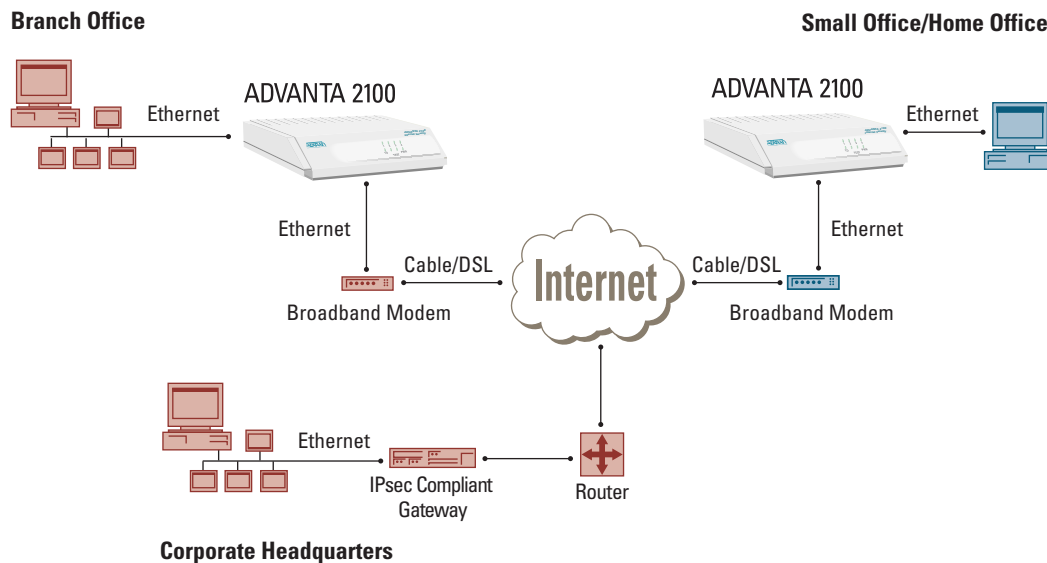 Branch Office
Small Office/Home Office
ADVANTA 2100
ADVANTA 2100
Ethernet
Ethernet
Ethernet
Ethernet
Cable/DSL
Internet
Cable/DSL
Broadband Modem
Broadband Modem
Ethernet
IPsec Compliant
Gateway
Router
Corporate Headquarters